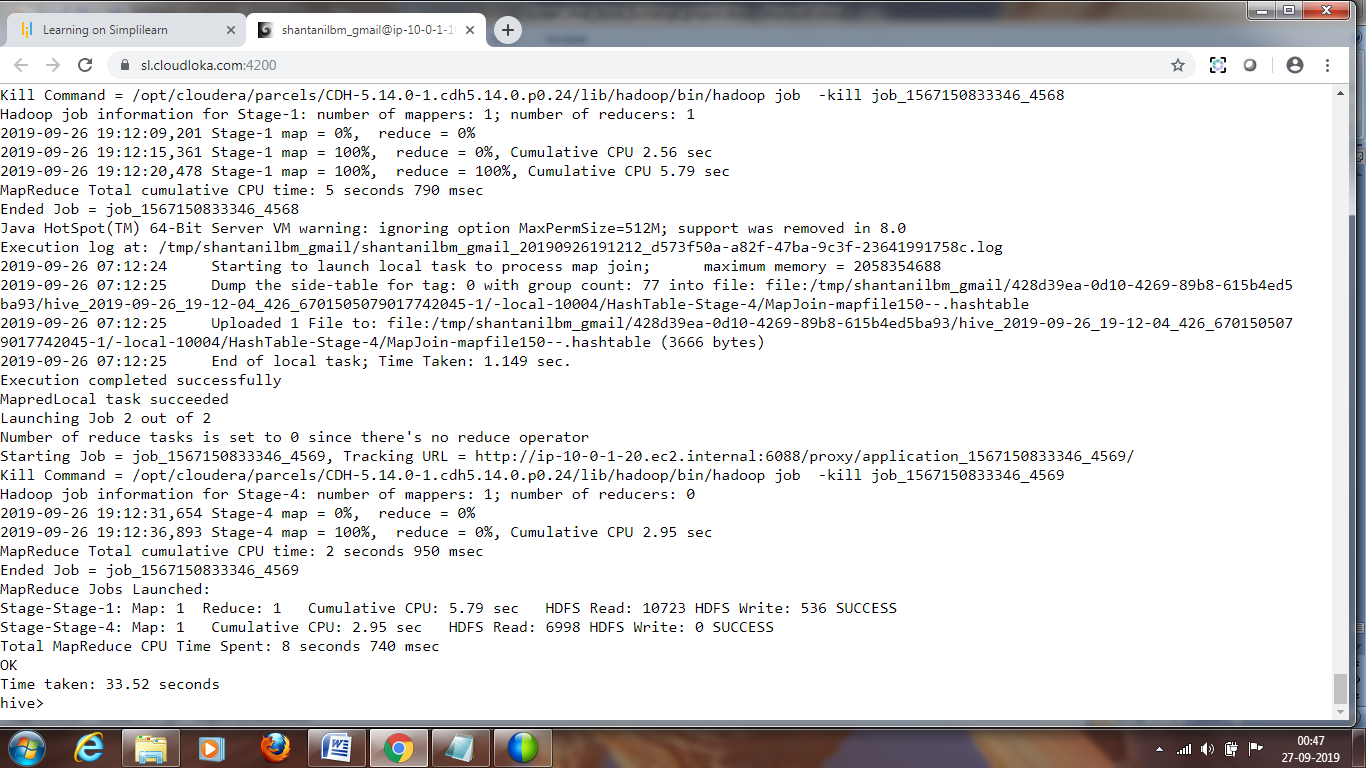 Learning on Simplilearn
shantanilbm_gmail@ip-10-0-1-10
sl.cloudloka.com:4200
Kill Command = /opt/cloudera/parcels/CDH-5.14.0-1.cdh5.14.0.p0.24/lib/hadoop/bin/hadoop job  -kill job_1567150833346_4568
Hadoop job information for Stage-1: number of mappers: 1; number of reducers: 1
2019-09-26 19:12:09,201 Stage-1 map = 0%,  reduce = 0%
2019-09-26 19:12:15,361 Stage-1 map = 100%,  reduce = 0%, Cumulative CPU 2.56 sec
2019-09-26 19:12:20,478 Stage-1 map = 100%,  reduce = 100%, Cumulative CPU 5.79 sec
MapReduce Total cumulative CPU time: 5 seconds 790 msec
Ended Job = job_1567150833346_4568
Java HotSpot(TM) 64-Bit Server VM warning: ignoring option MaxPermSize=512M; support was removed in 8.0
Execution log at: /tmp/shantanilbm_gmail/shantanilbm_gmail_20190926191212_d573f50a-a82f-47ba-9c3f-23641991758c.log
2019-09-26 07:12:24     Starting to launch local task to process map join;      maximum memory = 2058354688
2019-09-26 07:12:25     Dump the side-table for tag: 0 with group count: 77 into file: file:/tmp/shantanilbm_gmail/428d39ea-0d10-4269-89b8-615b4ed5
ba93/hive_2019-09-26_19-12-04_426_6701505079017742045-1/-local-10004/HashTable-Stage-4/MapJoin-mapfile150--.hashtable
2019-09-26 07:12:25     Uploaded 1 File to: file:/tmp/shantanilbm_gmail/428d39ea-0d10-4269-89b8-615b4ed5ba93/hive_2019-09-26_19-12-04_426_670150507
9017742045-1/-local-10004/HashTable-Stage-4/MapJoin-mapfile150--.hashtable (3666 bytes)
2019-09-26 07:12:25     End of local task; Time Taken: 1.149 sec.
Execution completed successfully
MapredLocal task succeeded
Launching Job 2 out of 2
Number of reduce tasks is set to 0 since there's no reduce operator
Starting Job = job_1567150833346_4569, Tracking URL = http://ip-10-0-1-20.ec2.internal:6088/proxy/application_1567150833346_4569/
Kill Command = /opt/cloudera/parcels/CDH-5.14.0-1.cdh5.14.0.p0.24/lib/hadoop/bin/hadoop job  -kill job_1567150833346_4569
Hadoop job information for Stage-4: number of mappers: 1; number of reducers: 0
2019-09-26 19:12:31,654 Stage-4 map = 0%,  reduce = 0%
2019-09-26 19:12:36,893 Stage-4 map = 100%,  reduce = 0%, Cumulative CPU 2.95 sec
MapReduce Total cumulative CPU time: 2 seconds 950 msec
Ended Job = job_1567150833346_4569
MapReduce Jobs Launched:
Stage-Stage-1: Map: 1  Reduce: 1   Cumulative CPU: 5.79 sec   HDFS Read: 10723 HDFS Write: 536 SUCCESS
Stage-Stage-4: Map: 1   Cumulative CPU: 2.95 sec   HDFS Read: 6998 HDFS Write: 0 SUCCESS
Total MapReduce CPU Time Spent: 8 seconds 740 msec
OK
Time taken: 33.52 seconds
hive>
00:47
27-09-2019